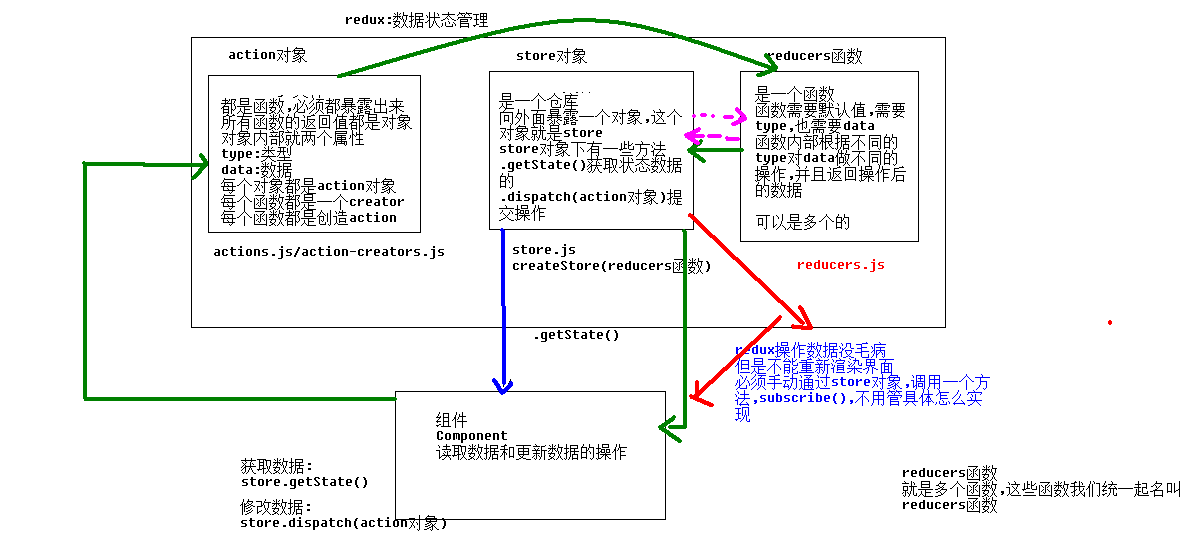 redux:数据状态管理
action对象
store对象
reducers函数
都是函数,必须都暴露出来
所有函数的返回值都是对象
对象内部就两个属性
type:类型
data:数据
每个对象都是action对象
每个函数都是一个creator
每个函数都是创造action
actions.js/action-creators.js
是一个仓库
向外面暴露一个对象,这个
对象就是store
store对象下有一些方法
.getState()获取状态数据
的
.dispatch(action对象)提
交操作
store.js
createStore(reducers函数)
是一个函数
函数需要默认值,需要
type,也需要data
函数内部根据不同的
type对data做不同的
操作,并且返回操作后
的数据
可以是多个的
reducers.js
.getState()
redux操作数据没毛病
但是不能重新渲染界面
必须手动通过store对象,调用一个方
法,subscribe(),不用管具体怎么实
现
组件
Component
读取数据和更新数据的操作
获取数据:
store.getState()
修改数据:
store.dispatch(action对象)
reducers函数
就是多个函数,这些函数我们统一起名叫
reducers函数